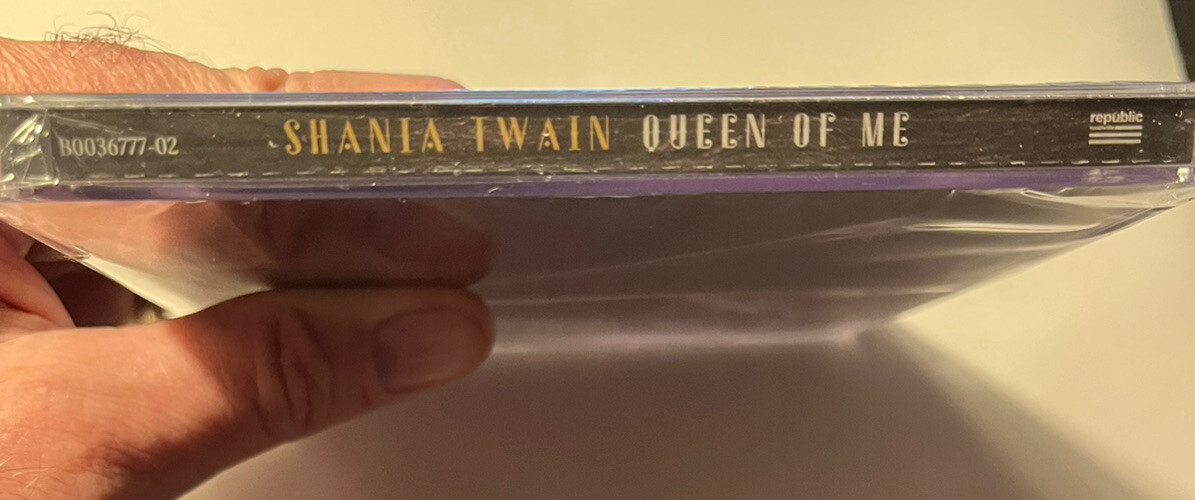 B0036777-02
SHANIA TWAIN QUEEN OF ME
republic